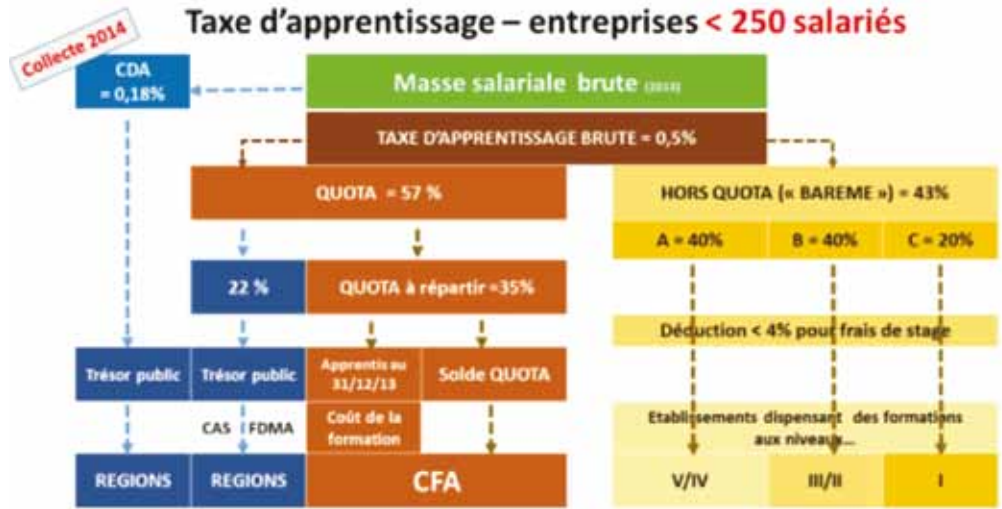 Taxe d'apprentissage – entreprises < 250 salariés
Collecte 2014
CDA
= 0,18%
Masse salariale brute (2013)
TAXE D'APPRENTISSAGE BRUTE = 0,5%
QUOTA = 57 %
HORS QUOTA (« BAREME ») = 43%
A = 40%
B = 40%
C = 20%
22 %
QUOTA à répartir =35%
Déduction < 4% pour frais de stage
Trésor public
Trésor public
Apprentis au
31/12/13
Solde QUOTA
CAS
FDMA
Coût de la
formation
Etablissements dispensant des formations
aux niveaux...
REGIONS
REGIONS
CFA
V/IV
III/II
I